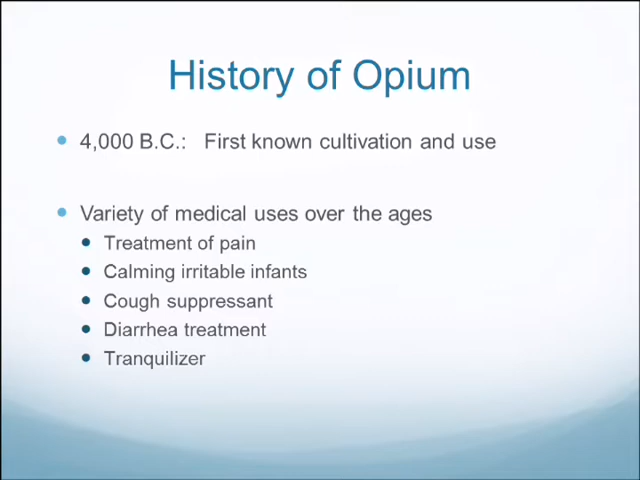 History of Opium
4,000 B.C.: First known cultivation and use
Variety of medical uses over the ages
Treatment of pain
Calming irritable infants
Cough suppressant
Diarrhea treatment
Tranquilizer